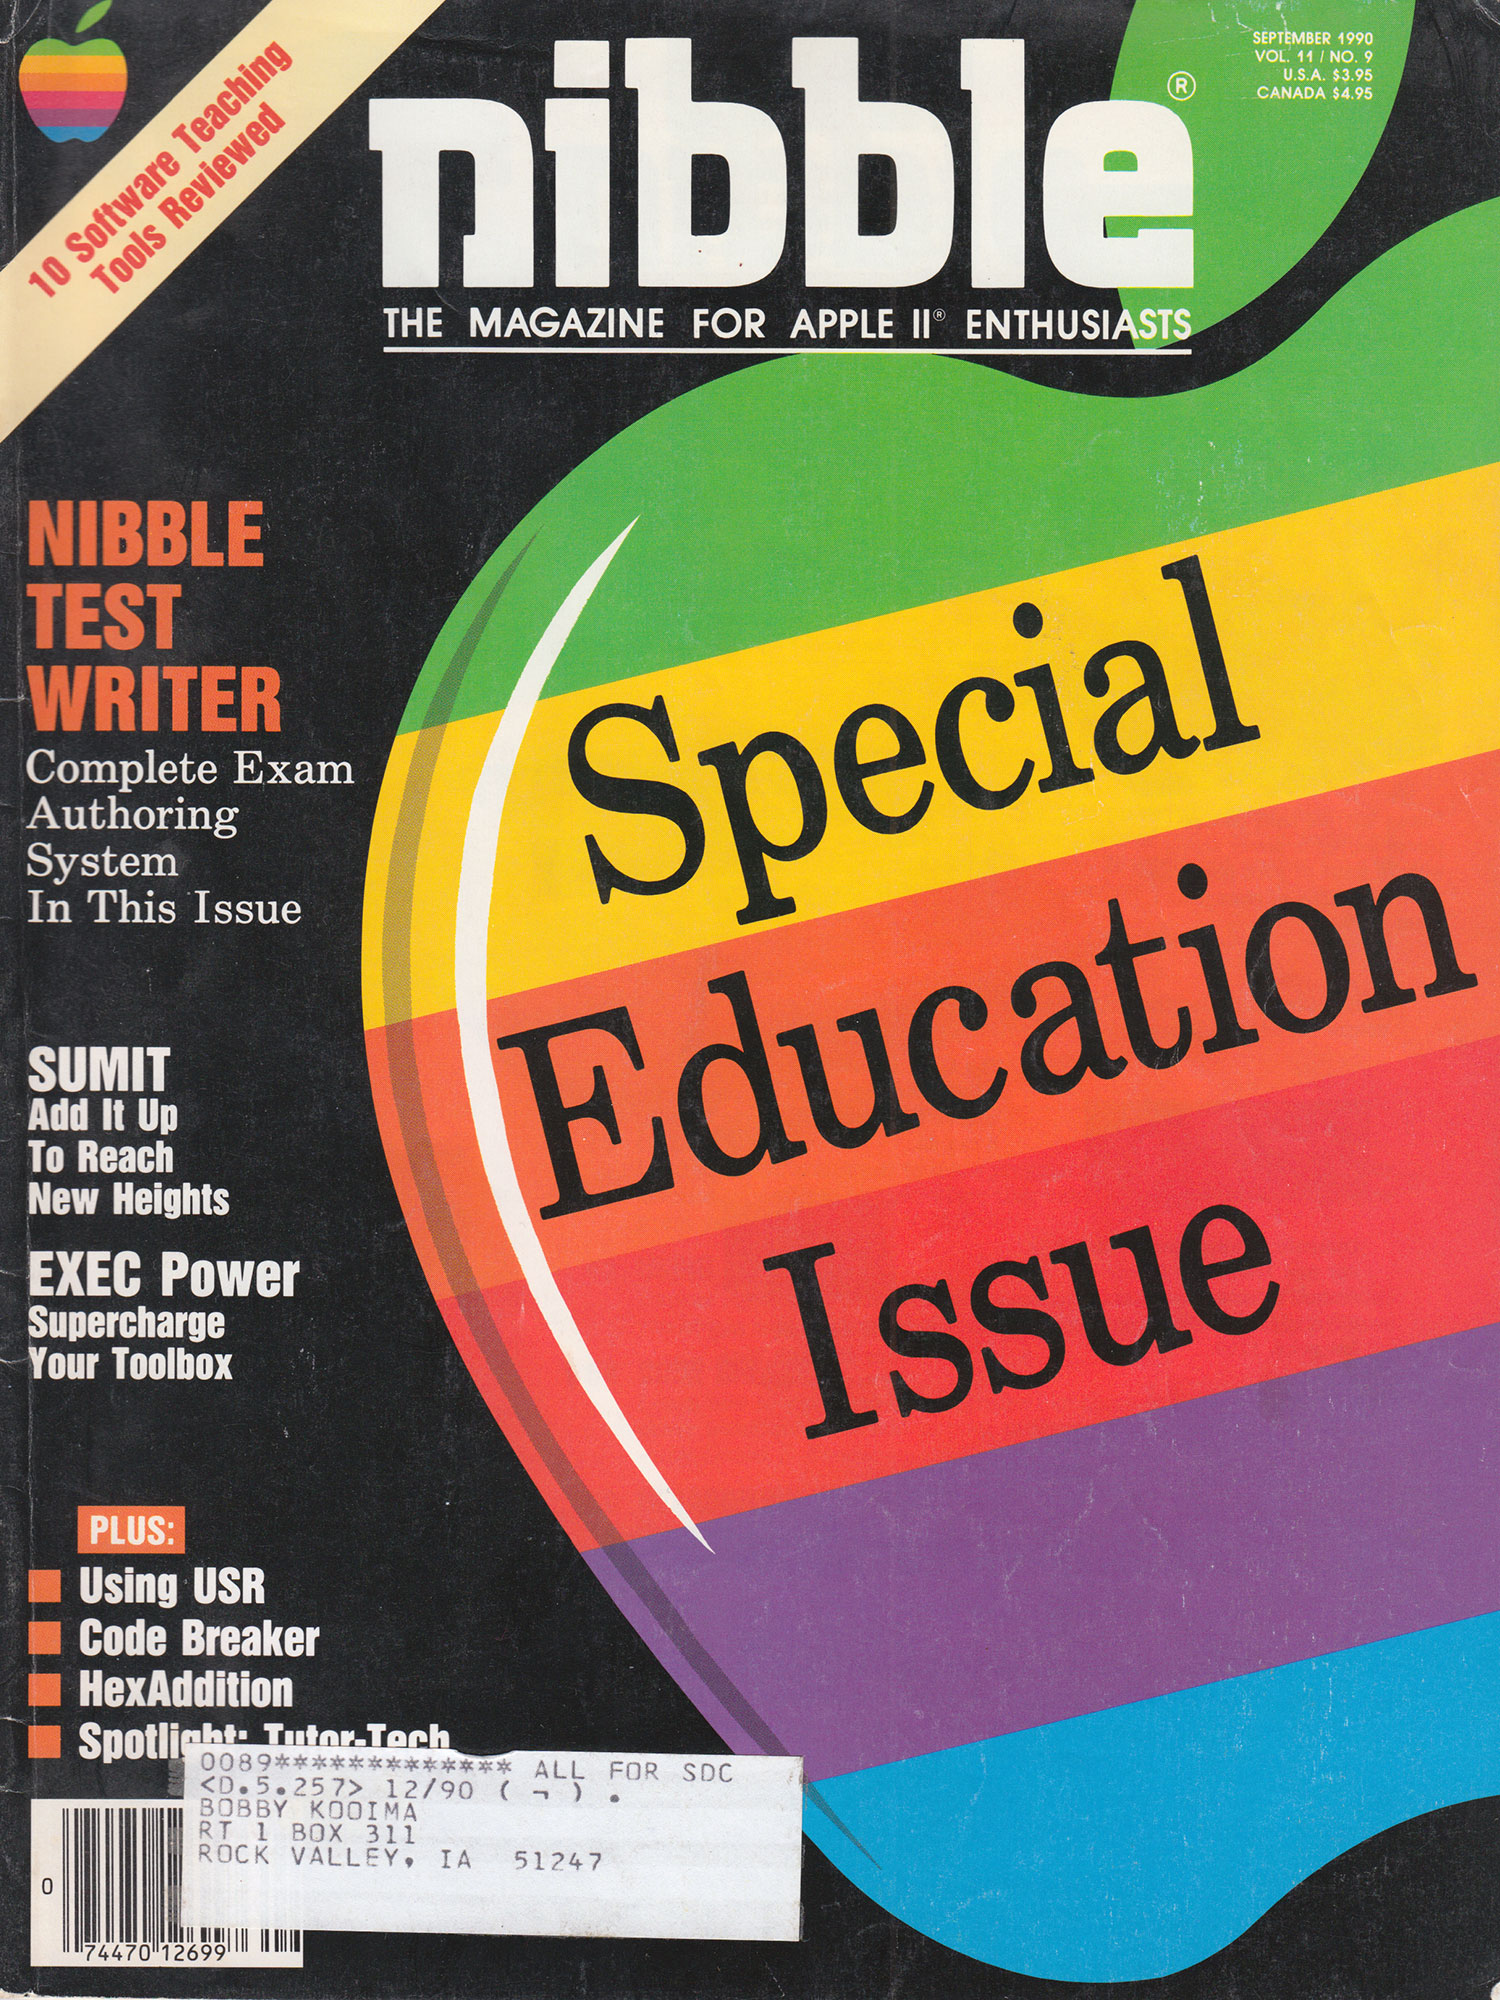 10 Software Teaching
Tools Reviewed
nibble®
SEPTEMBER 1990
VOL. 11 / NO. 9
U.S.A. $3.95
CANADA $4.95
THE MAGAZINE FOR APPLE II® ENTHUSIASTS
NIBBLE
TEST
WRITER
Complete Exam
Authoring
System
In This Issue
Special
Education
Issue
SUMIT
Add It Up
To Reach
New Heights
EXEC Power
Supercharge
Your Toolbox
PLUS:
Using USR
Code Breaker
HexAddition
Spotlight: Tutor-Tech
0089************* ALL FOR SDC
<D.5.257> 12/90 ( ¬ ) .
BOBBY KOOIMA
RT 1 BOX 311
ROCK VALLEY, IA 51247
0 74470 12699